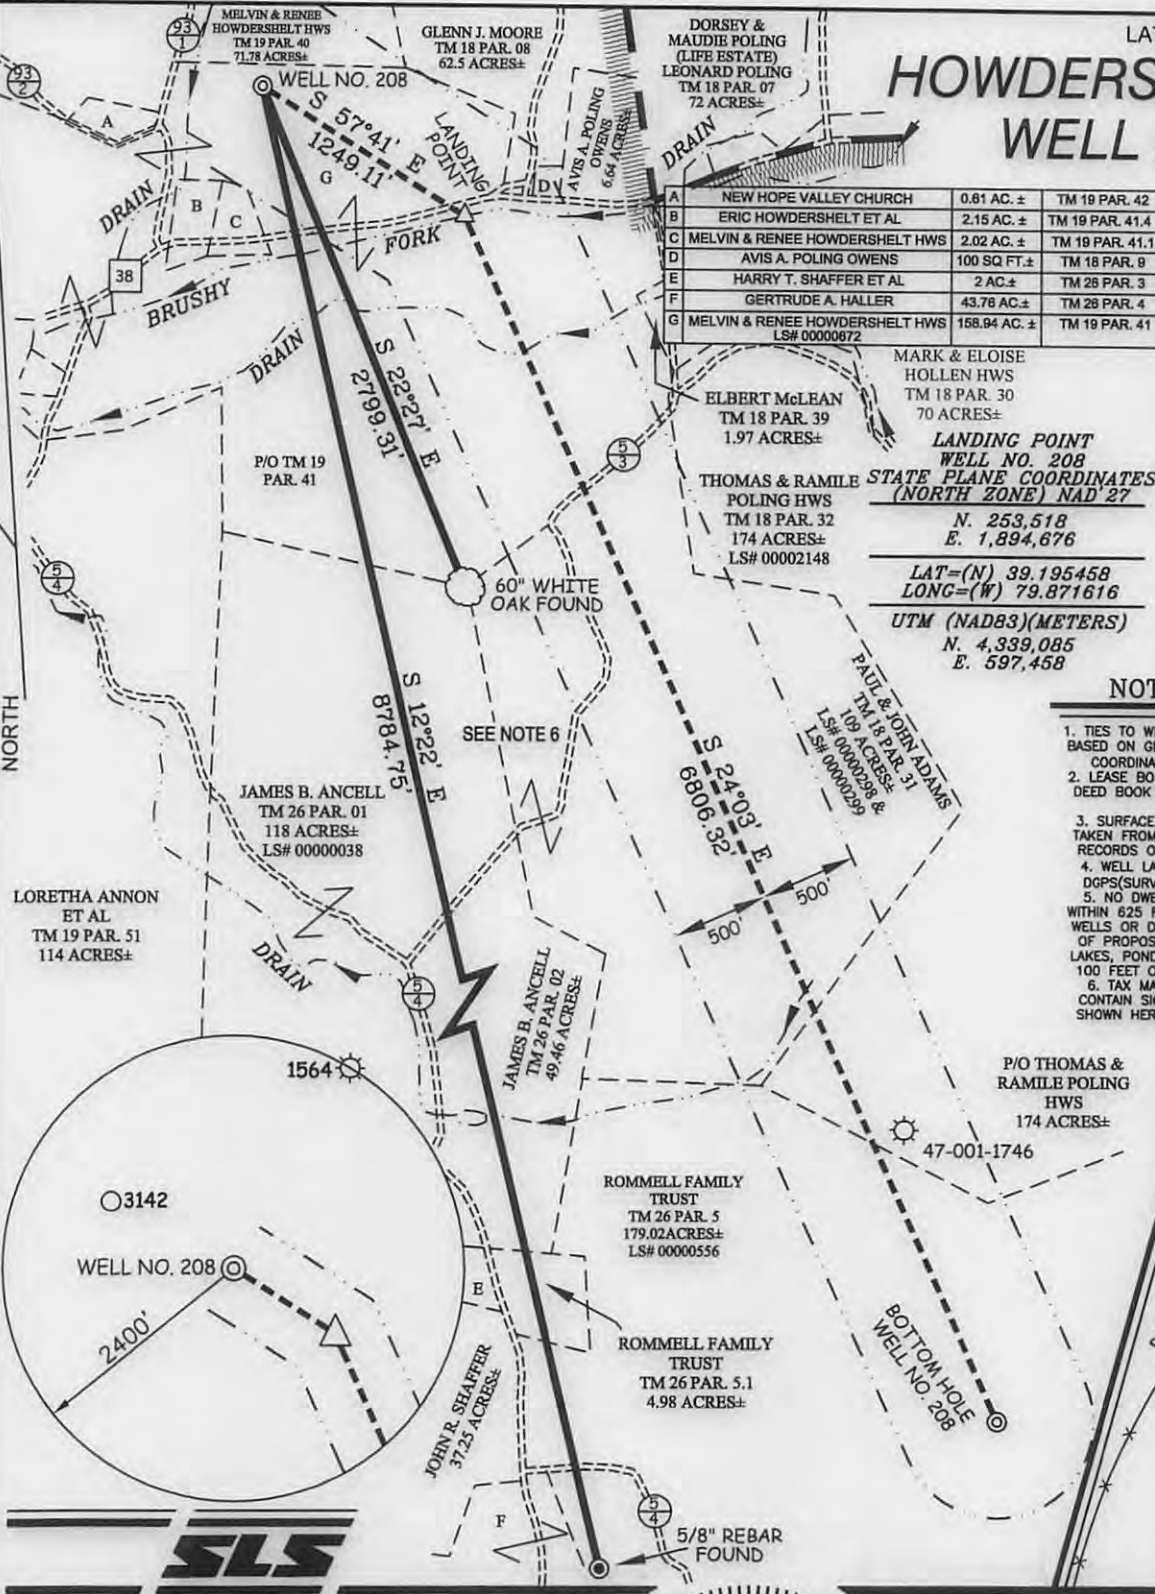 LAT
HOWDERS
WELL
93
1
93
2
MELVIN & RENEE
HOWDERSHELT HWS
TM 19 PAR. 40
71.78 ACRES±
GLENN J. MOORE
TM 18 PAR. 08
62.5 ACRES±
DORSEY &
MAUDIE POLING
(LIFE ESTATE)
LEONARD POLING
TM 18 PAR. 07
72 ACRES±
WELL NO. 208
S 57°41' E
1249.11'
LANDING
POINT
AVIS A. POLING
OWENS
6.64 ACRES±
DRAIN
A
DRAIN
B
C
G
D
38
BRUSHY
FORK
DRAIN
A NEW HOPE VALLEY CHURCH 0.61 AC. ± TM 19 PAR. 42
B ERIC HOWDERSHELT ET AL 2.15 AC. ± TM 19 PAR. 41.4
C MELVIN & RENEE HOWDERSHELT HWS 2.02 AC. ± TM 19 PAR. 41.1
D AVIS A. POLING OWENS 100 SQ FT.± TM 18 PAR. 9
E HARRY T. SHAFFER ET AL 2 AC.± TM 26 PAR. 3
F GERTRUDE A. HALLER 43.76 AC.± TM 26 PAR. 4
G MELVIN & RENEE HOWDERSHELT HWS 158.94 AC. ± TM 19 PAR. 41
LS# 00000672
MARK & ELOISE
HOLLEN HWS
TM 18 PAR. 30
70 ACRES±
ELBERT McLEAN
TM 18 PAR. 39
1.97 ACRES±
S 22°27' E
2799.31'
P/O TM 19
PAR. 41
5
3
THOMAS & RAMILE
POLING HWS
TM 18 PAR. 32
174 ACRES±
LS# 00002148
LANDING POINT
WELL NO. 208
STATE PLANE COORDINATES
(NORTH ZONE) NAD'27
N. 253,518
E. 1,894,676
LAT=(N) 39.195458
LONG=(W) 79.871616
UTM (NAD83)(METERS)
N. 4,339,085
E. 597,458
5
4
60" WHITE
OAK FOUND
NORTH
S 12°22' E
8784.75'
SEE NOTE 6
S 24°03' E
6806.32'
PAUL & JOHN ADAMS
TM 18 PAR. 31
109 ACRES±
LS# 00000298 &
LS# 00000299
NOT
1. TIES TO W
BASED ON G
COORDINA
2. LEASE BO
DEED BOOK
3. SURFACE
TAKEN FROM
RECORDS O
4. WELL LA
DGPS(SURV
5. NO DWE
WITHIN 625 F
WELLS OR D
OF PROPOS
LAKES, POND
100 FEET O
6. TAX MA
CONTAIN SI
SHOWN HER
JAMES B. ANCELL
TM 26 PAR. 01
118 ACRES±
LS# 00000038
500'
500'
LORETHA ANNON
ET AL
TM 19 PAR. 51
114 ACRES±
DRAIN
5
4
JAMES B. ANCELL
TM 26 PAR. 02
49.46 ACRES±
1564
P/O THOMAS &
RAMILE POLING
HWS
174 ACRES±
47-001-1746
3142
WELL NO. 208
2400'
ROMMELL FAMILY
TRUST
TM 26 PAR. 5
179.02ACRES±
LS# 00000556
E
ROMMELL FAMILY
TRUST
TM 26 PAR. 5.1
4.98 ACRES±
JOHN R. SHAFFER
37.25 ACRES±
BOTTOM HOLE
WELL NO. 208
F
5
4
5/8" REBAR
FOUND
SLS